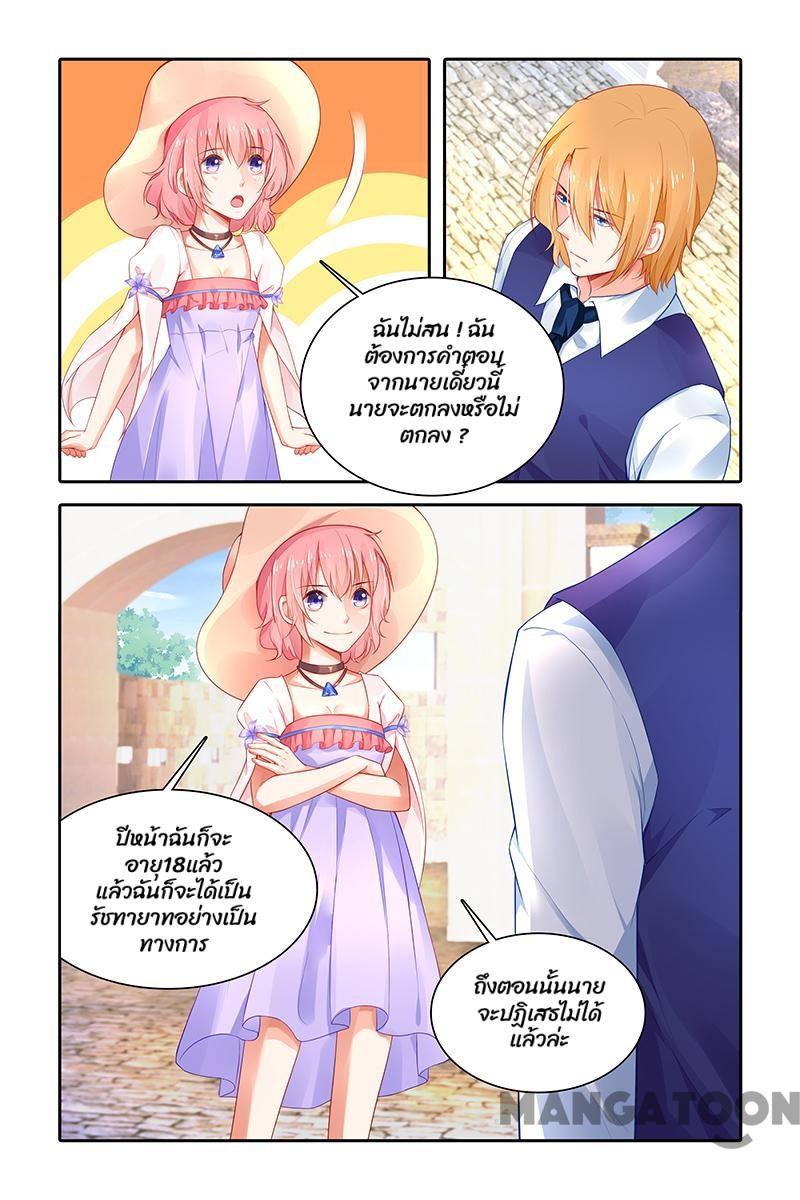 ฉันไม่สน ! ฉัน
ต้องการคำตอบ
จากนายเดี๋ยวนี้
นายจะตกลงหรือไม่
ตกลง ?
ปีหน้าฉันก็จะ
อายุ18แล้ว
แล้วฉันก็จะได้เป็น
รัชทายาทอย่างเป็น
ทางการ
ถึงตอนนั้นนาย
จะปฏิเสธไม่ได้
แล้วล่ะ
MANGATOON